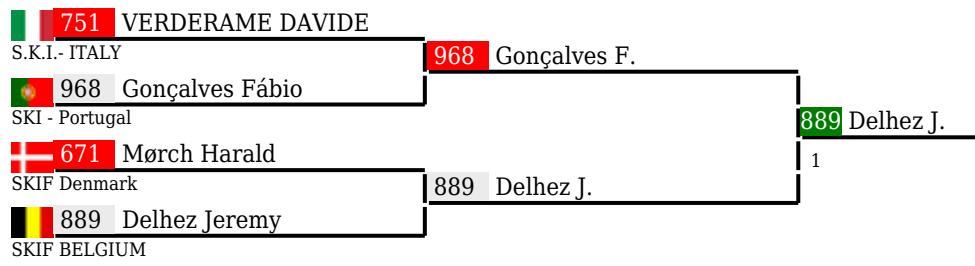 751 VERDERAME DAVIDE
S.K.I.- ITALY
968 Gonçalves F.
968 Gonçalves Fábio
SKI - Portugal
889 Delhez J.
671 Mørch Harald
1
SKIF Denmark
889 Delhez J.
889 Delhez Jeremy
SKIF BELGIUM